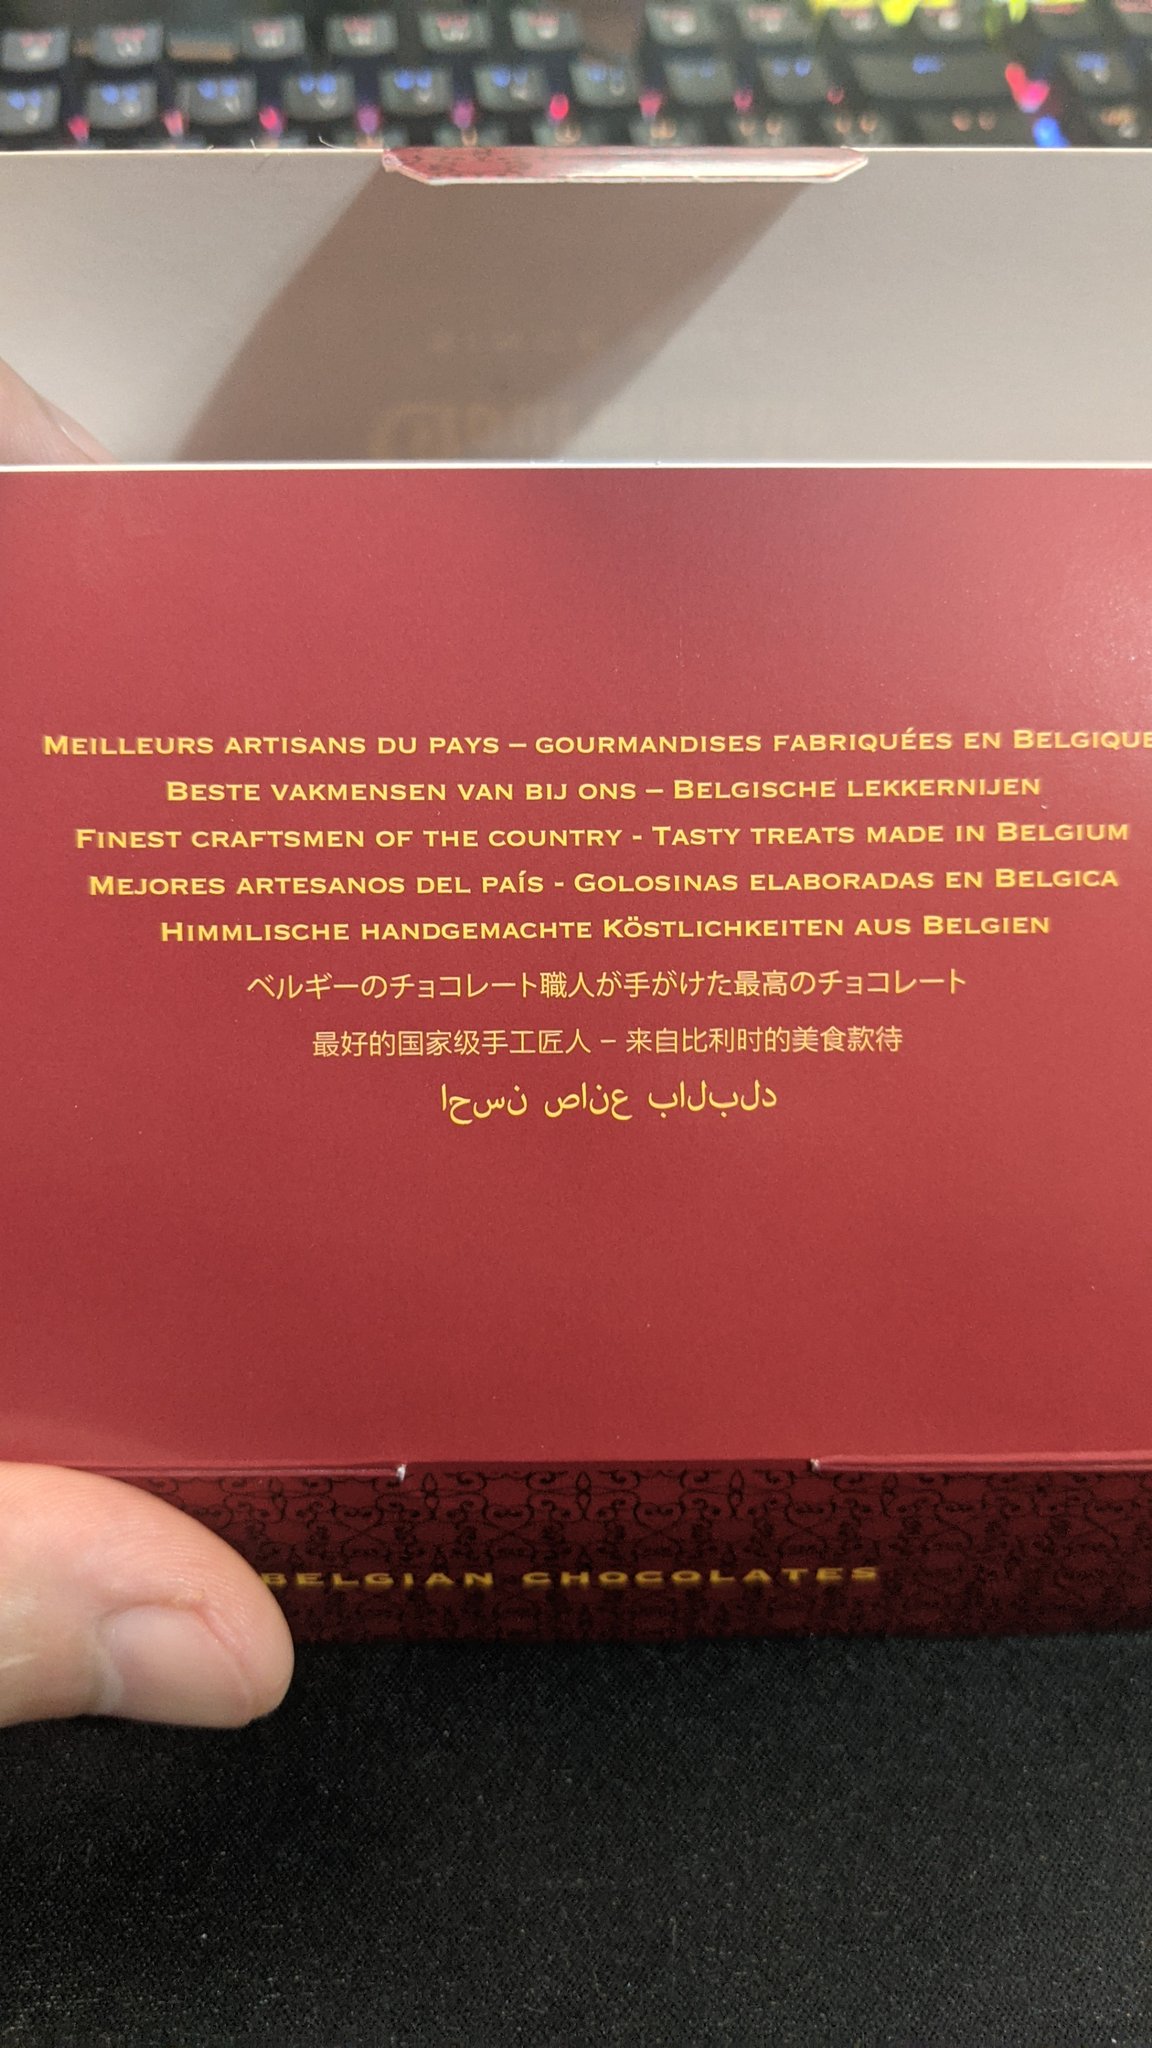 Meilleurs artisans du pays – gourmandises fabriquées en Belgique
Beste vakmensen van bij ons – Belgische lekkernijen
Finest craftsmen of the country - Tasty treats made in Belgium
Mejores artesanos del país - Golosinas elaboradas en Belgica
Himmlische handgemachte Köstlichkeiten aus Belgien
ベルギーのチョコレート職人が手がけた最高のチョコレート
最好的国家级手工匠人 – 来自比利时的美食款待
احسن صانع بالبلد
BELGIAN CHOCOLATES